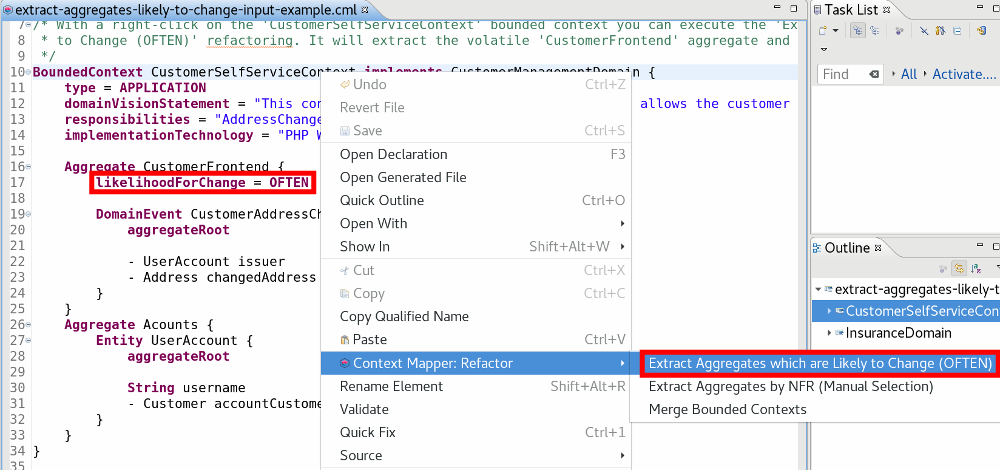 extract-aggregates-likely-to-change-input-example.cml
7 /* With a right-click on the 'CustomerSelfServiceContext' bounded context you can execute the 'Ex
8 * to Change (OFTEN)' refactoring. It will extract the volatile 'CustomerFrontend' aggregate and
9 */
10 BoundedContext CustomerSelfServiceContext implements CustomerManagementDomain {
11 type = APPLICATION
12 domainVisionStatement = "This con allows the customer
13 responsibilities = "AddressChange
14 implementationTechnology = "PHP W
15
16 Aggregate CustomerFrontend {
17 likelihoodForChange = OFTEN
18
19 DomainEvent CustomerAddressCh
20 aggregateRoot
21
22 - UserAccount issuer
23 - Address changedAddress
24 }
25 }
26 Aggregate Acounts {
27 Entity UserAccount {
28 aggregateRoot
29
30 String username
31 - Customer accountCustome
32 }
33 }
34 }
35
Undo Ctrl+Z
Revert File
Save Ctrl+S
Open Declaration F3
Open Generated File
Quick Outline Ctrl+O
Open With
Show In Shift+Alt+W
Cut Ctrl+X
Copy Ctrl+C
Copy Qualified Name
Paste Ctrl+V
Context Mapper: Refactor
Rename Element Shift+Alt+R
Validate
Quick Fix Ctrl+1
Source
Extract Aggregates which are Likely to Change (OFTEN)
Extract Aggregates by NFR (Manual Selection)
Merge Bounded Contexts
Task List
Find All Activate....
Outline
extract-aggregates-likely-t
CustomerSelfServiceCon
InsuranceDomain